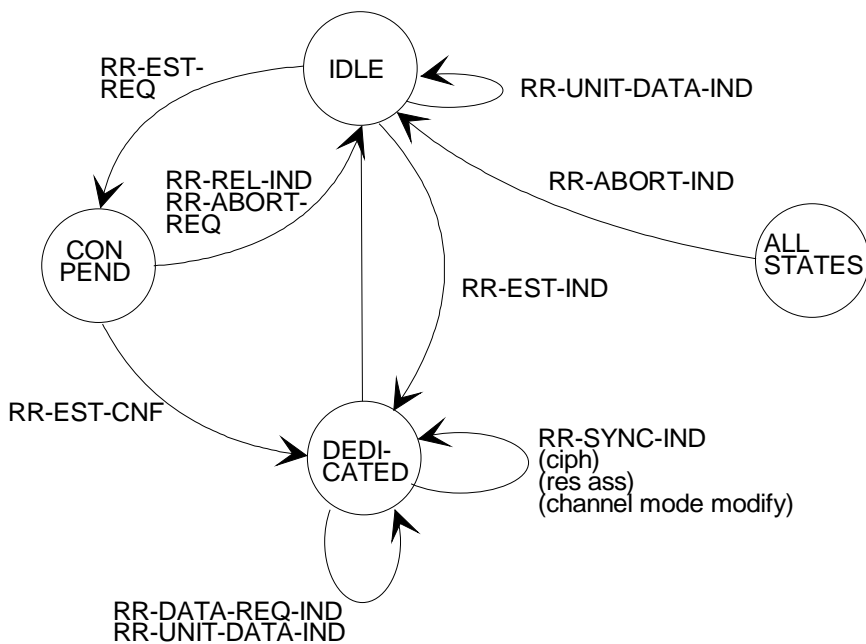 IDLE
RR-EST-
REQ
RR-UNIT-DATA-IND
RR-REL-IND
RR-ABORT-
REQ
RR-ABORT-IND
CON
PEND
ALL
STATES
RR-EST-IND
RR-EST-CNF
DEDI-
CATED
RR-SYNC-IND
(ciph)
(res ass)
(channel mode modify)
RR-DATA-REQ-IND
RR-UNIT-DATA-IND